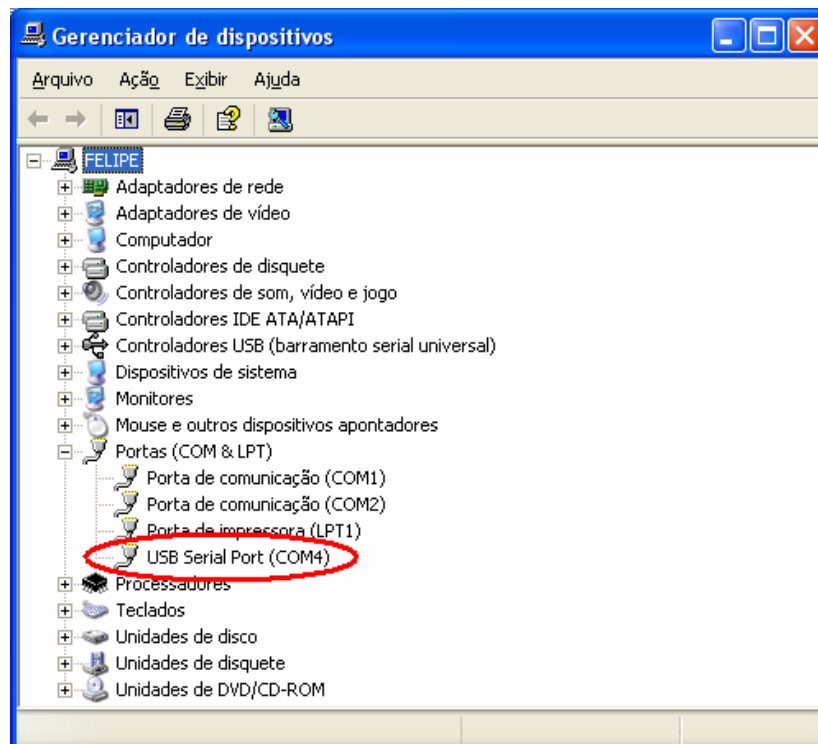 Gerenciador de dispositivos
Arquivo Ação Exibir Ajuda
FELIPE
Adaptadores de rede
Adaptadores de vídeo
Computador
Controladores de disquete
Controladores de som, vídeo e jogo
Controladores IDE ATA/ATAPI
Controladores USB (barramento serial universal)
Dispositivos de sistema
Monitores
Mouse e outros dispositivos apontadores
Portas (COM & LPT)
Porta de comunicação (COM1)
Porta de comunicação (COM2)
Porta de impressora (LPT1)
USB Serial Port (COM4)
Processadores
Teclados
Unidades de disco
Unidades de disquete
Unidades de DVD/CD-ROM